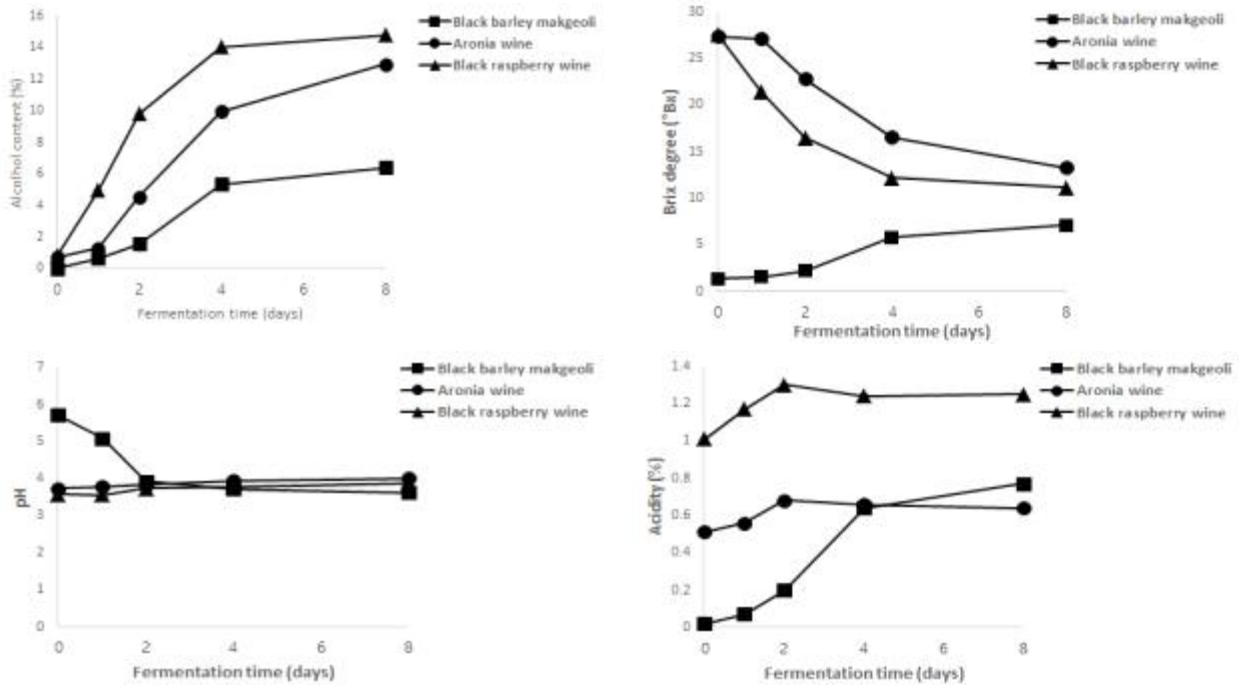 16
14
12
10
8
6
4
2
0
Alcolhol content (%)
0 2 4 6 8
Fermentation time (days)
Black barley makgeoli
Aronia wine
Black raspberry wine
30
25
20
15
10
5
0
Brix degree (°Bx)
0 2 4 6 8
Fermentation time (days)
Black barley makgeoli
Aronia wine
Black raspberry wine
7
6
5
4
3
2
1
0
pH
0 2 4 6 8
Fermentation time (days)
Black barley makgeoli
Aronia wine
Black raspberry wine
1.4
1.2
1
0.8
0.6
0.4
0.2
0
Acidity (%)
0 2 4 6 8
Fermentation time (days)
Black barley makgeoli
Aronia wine
Black raspberry wine